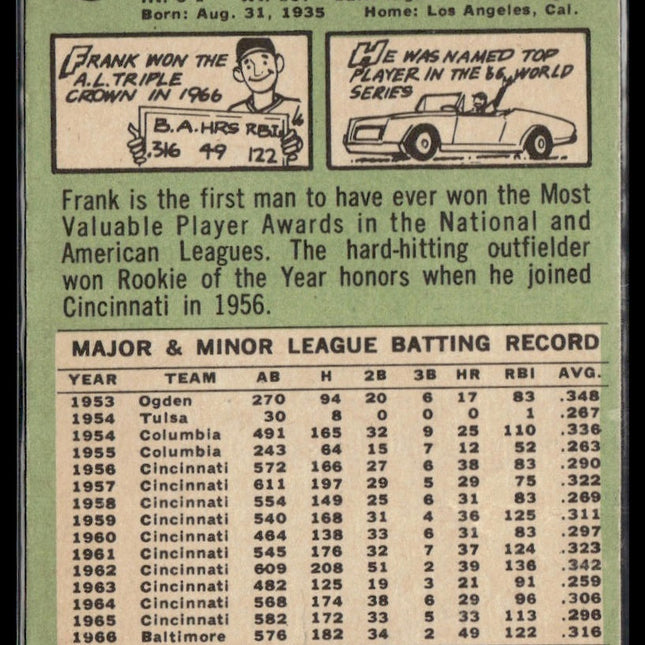 Born: Aug. 31, 1935 Home: Los Angeles, Cal.
FRANK WON THE
A.L. TRIPLE
CROWN IN 1966
B.A. HRS RBI
.316 49 122
HE WAS NAMED TOP
PLAYER IN THE '66 WORLD
SERIES
Frank is the first man to have ever won the Most
Valuable Player Awards in the National and
American Leagues. The hard-hitting outfielder
won Rookie of the Year honors when he joined
Cincinnati in 1956.
MAJOR & MINOR LEAGUE BATTING RECORD
YEAR TEAM AB H 2B 3B HR RBI AVG.
1953 Ogden 270 94 20 6 17 83 .348
1954 Tulsa 30 8 0 0 0 1 .267
1954 Columbia 491 165 32 9 25 110 .336
1955 Columbia 243 64 15 7 12 52 .263
1956 Cincinnati 572 166 27 6 38 83 .290
1957 Cincinnati 611 197 29 5 29 75 .322
1958 Cincinnati 554 149 25 6 31 83 .269
1959 Cincinnati 540 168 31 4 36 125 .311
1960 Cincinnati 464 138 33 6 31 83 .297
1961 Cincinnati 545 176 32 7 37 124 .323
1962 Cincinnati 609 208 51 2 39 136 .342
1963 Cincinnati 482 125 19 3 21 91 .259
1964 Cincinnati 568 174 38 6 29 96 .306
1965 Cincinnati 582 172 33 5 33 113 .296
1966 Baltimore 576 182 34 2 49 122 .316